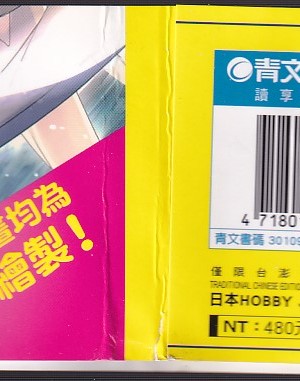 均為
繪製！
青文
讀享
4 7180
青文書碼 30109
僅限台澎
TRADITIONAL CHINESE EDITION
日本HOBBY
NT：480元